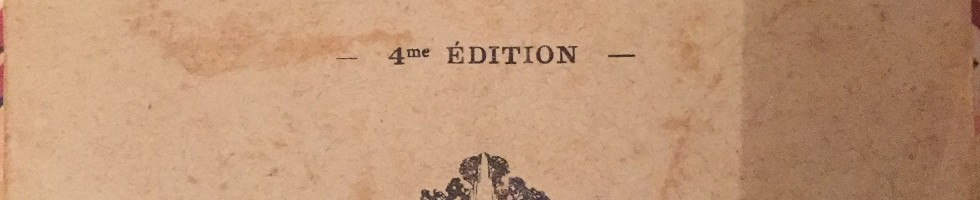 — 4me ÉDITION —